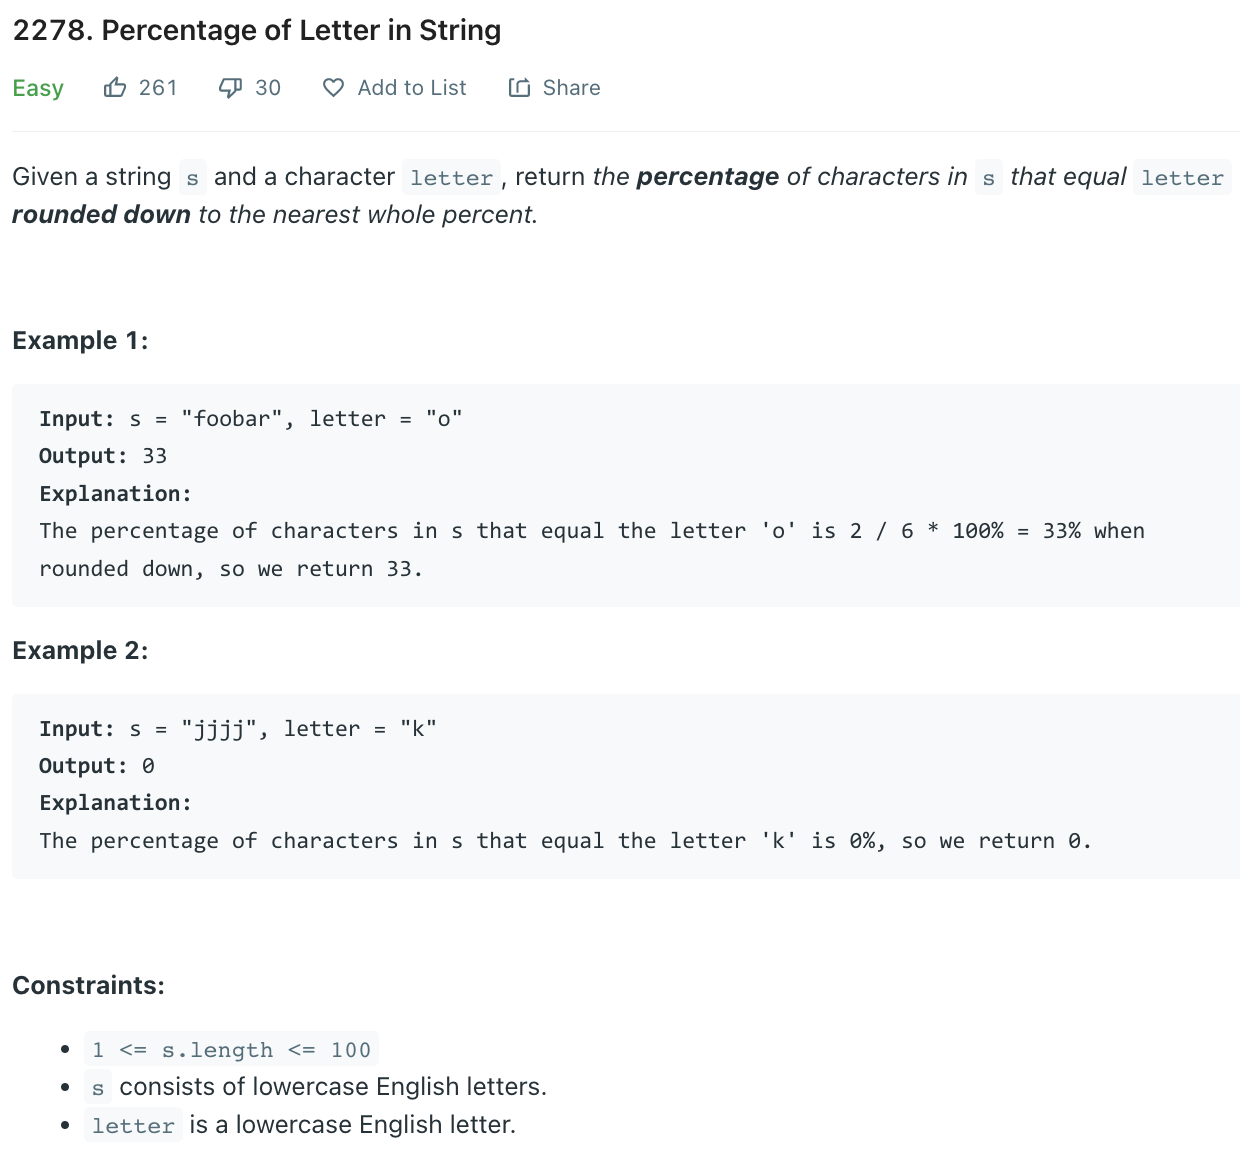 2278. Percentage of Letter in String
Easy 261 30 Add to List Share
Given a string s and a character letter, return the percentage of characters in s that equal letter
rounded down to the nearest whole percent.
Example 1:
Input: s = "foobar", letter = "o"
Output: 33
Explanation:
The percentage of characters in s that equal the letter 'o' is 2 / 6 * 100% = 33% when
rounded down, so we return 33.
Example 2:
Input: s = "jjjj", letter = "k"
Output: 0
Explanation:
The percentage of characters in s that equal the letter 'k' is 0%, so we return 0.
Constraints:
• 1 <= s.length <= 100
• s consists of lowercase English letters.
• letter is a lowercase English letter.